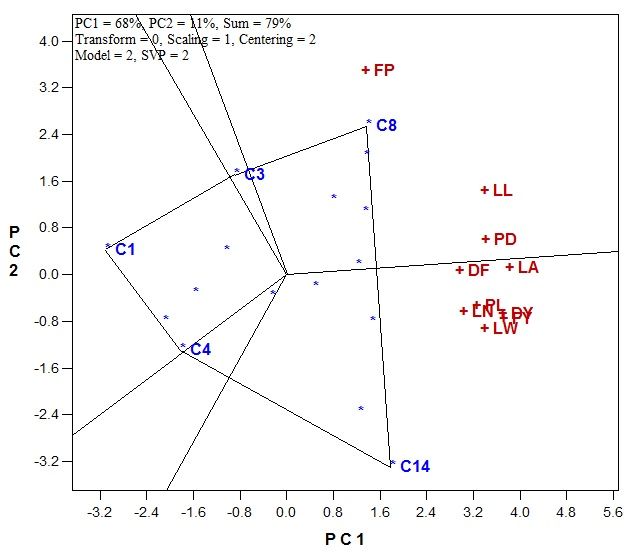 PC1 = 68%, PC2 = 11%, Sum = 79%
Transform = 0, Scaling = 1, Centering = 2
Model = 2, SVP = 2
4.0
3.2
2.4
1.6
0.8
0.0
-0.8
-1.6
-2.4
-3.2
P C 2
+ FP
* C8
* C3
+ LL
+ PD
* C1
+ LA
+ DF
+ PL
+ LN
+ DY
+ PY
+ LW
* C4
* C14
-3.2 -2.4 -1.6 -0.8 0.0 0.8 1.6 2.4 3.2 4.0 4.8 5.6
P C 1